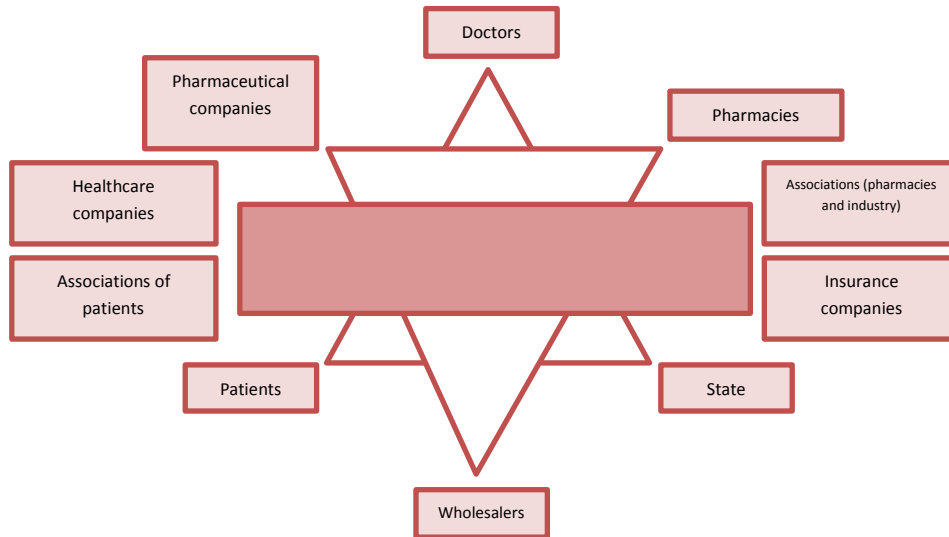 Doctors
Pharmaceutical
companies
Pharmacies
Healthcare
companies
Associations (pharmacies
and industry)
Associations of
patients
Insurance
companies
Patients
State
Wholesalers